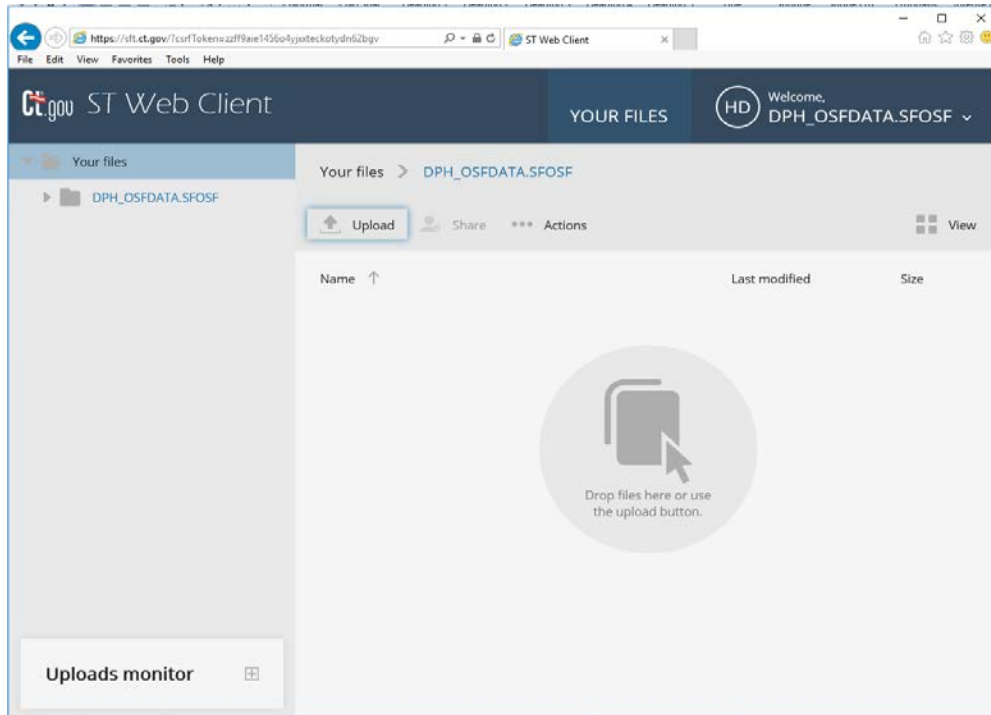 https://sft.ct.gov/?csrfToken=zzff9aie1456o4yjxxteckotydn62bgv
ST Web Client
File Edit View Favorites Tools Help
Ct.gov ST Web Client
YOUR FILES
HD
Welcome,
DPH_OSFDATA.SFOSF
Your files
DPH_OSFDATA.SFOSF
Your files > DPH_OSFDATA.SFOSF
Upload Share ••• Actions View
Name ↑ Last modified Size
Drop files here or use
the upload button.
Uploads monitor